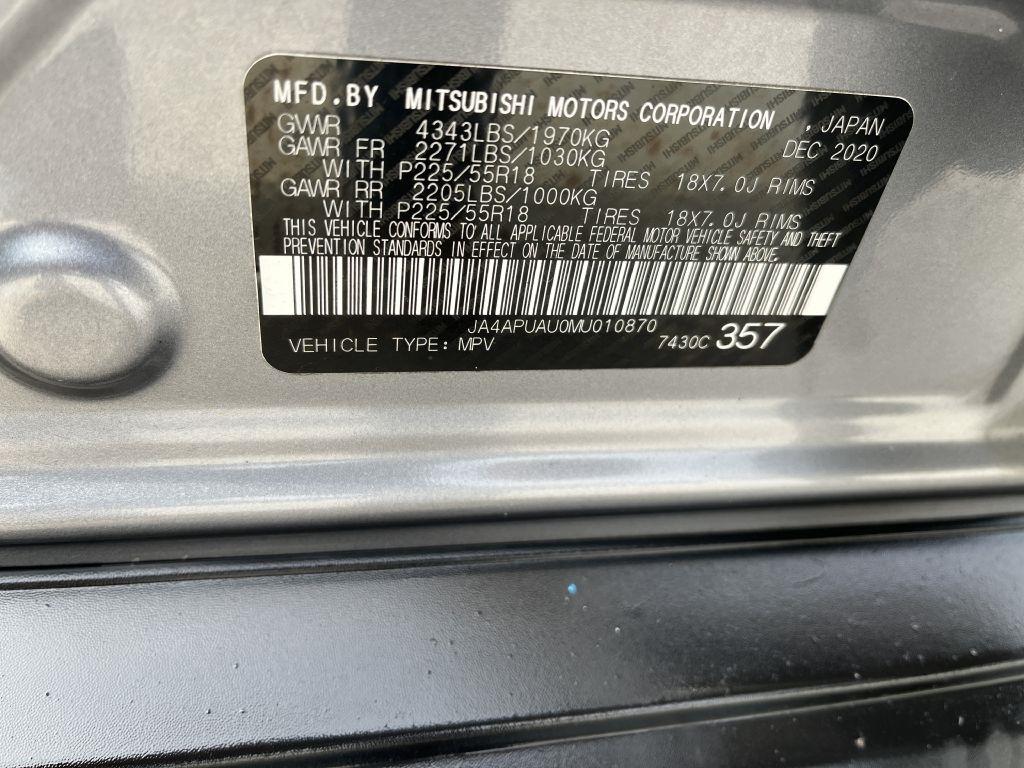 MFD.BY MITSUBISHI MOTORS CORPORATION , JAPAN
GVWR 4343LBS/1970KG DEC 2020
GAWR FR 2271LBS/1030KG
WITH P225/55R18 TIRES 18X7.0J RIMS
GAWR RR 2205LBS/1000KG
WITH P225/55R18 TIRES 18X7.0J RIMS
THIS VEHICLE CONFORMS TO ALL APPLICABLE FEDERAL MOTOR VEHICLE SAFETY AND THEFT
PREVENTION STANDARDS IN EFFECT ON THE DATE OF MANUFACTURE SHOWN ABOVE.
JA4APUAU0MU010870
VEHICLE TYPE: MPV 7430C 357